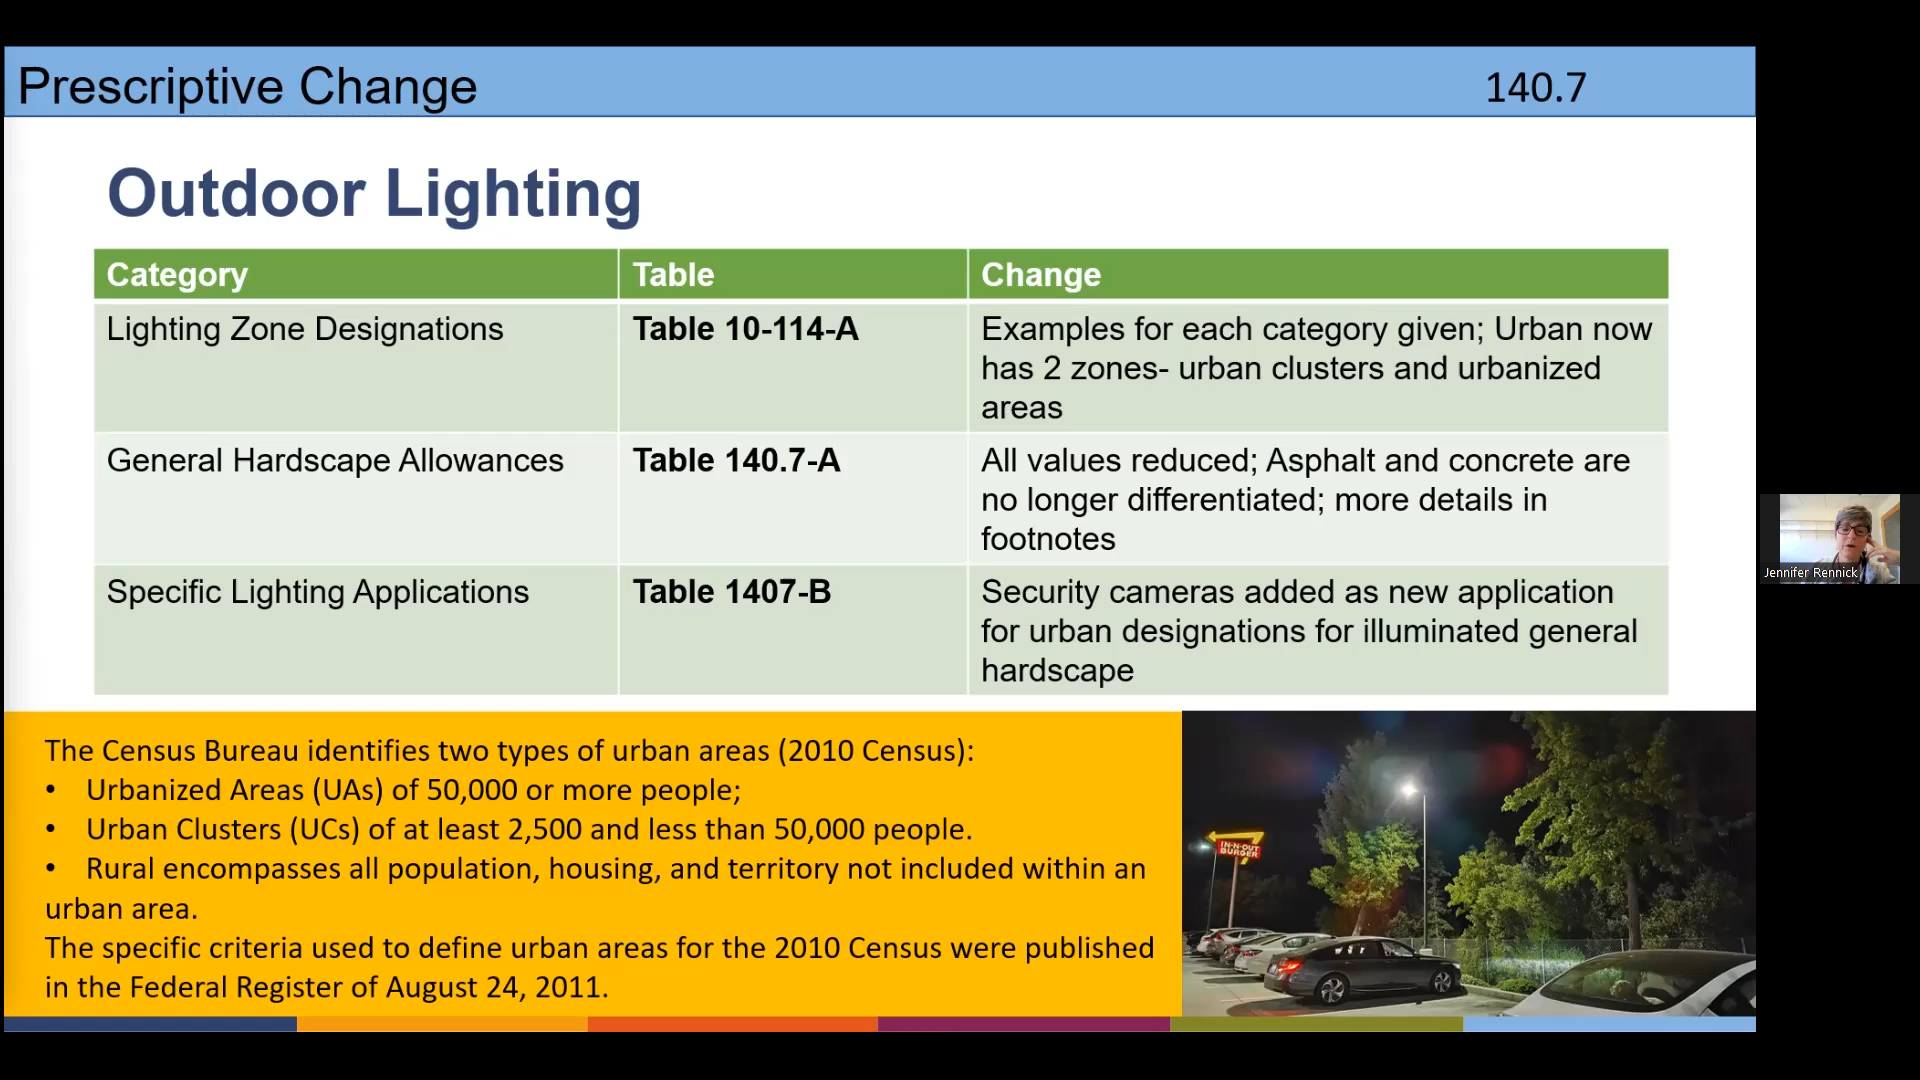 Prescriptive Change
140.7
Outdoor Lighting
Category
Table
Change
Lighting Zone Designations
Table 10-114-A
Examples for each category given; Urban now
has 2 zones- urban clusters and urbanized
areas
General Hardscape Allowances
Table 140.7-A
All values reduced; Asphalt and concrete are
no longer differentiated; more details in
footnotes
Specific Lighting Applications
Table 1407-B
Security cameras added as new application
for urban designations for illuminated general
hardscape
The Census Bureau identifies two types of urban areas (2010 Census):
• Urbanized Areas (UAs) of 50,000 or more people;
• Urban Clusters (UCs) of at least 2,500 and less than 50,000 people.
• Rural encompasses all population, housing, and territory not included within an
urban area.
The specific criteria used to define urban areas for the 2010 Census were published
in the Federal Register of August 24, 2011.
IN-N-OUT
BURGER
Jennifer Rennick